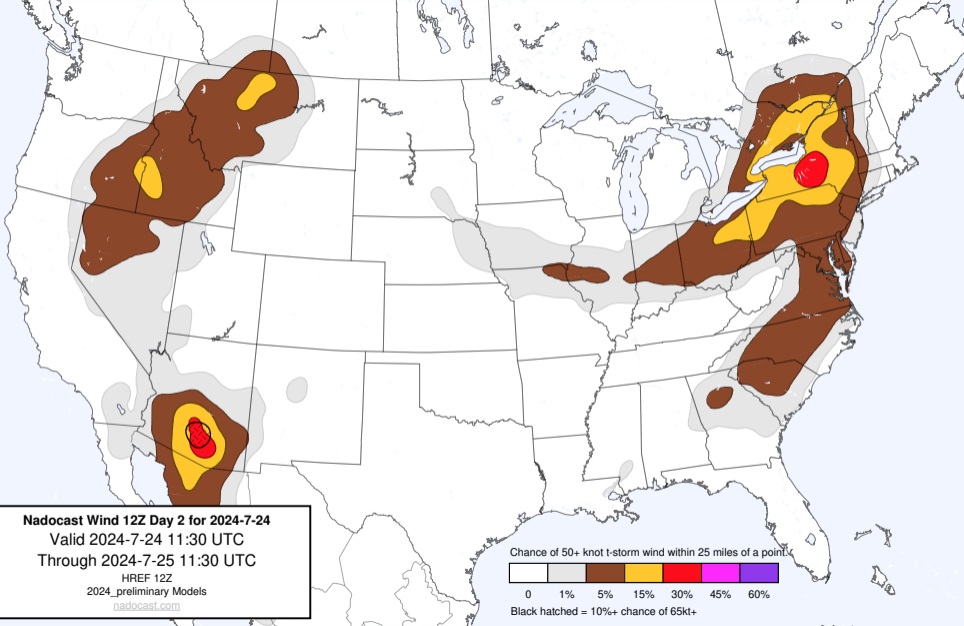 Nadocast Wind 12Z Day 2 for 2024-7-24
Valid 2024-7-24 11:30 UTC
Through 2024-7-25 11:30 UTC
HREF 12Z
2024_preliminary Models
nadocast.com
Chance of 50+ knot t-storm wind within 25 miles of a point.
0 1% 5% 15% 30% 45% 60%
Black hatched = 10%+ chance of 65kt+